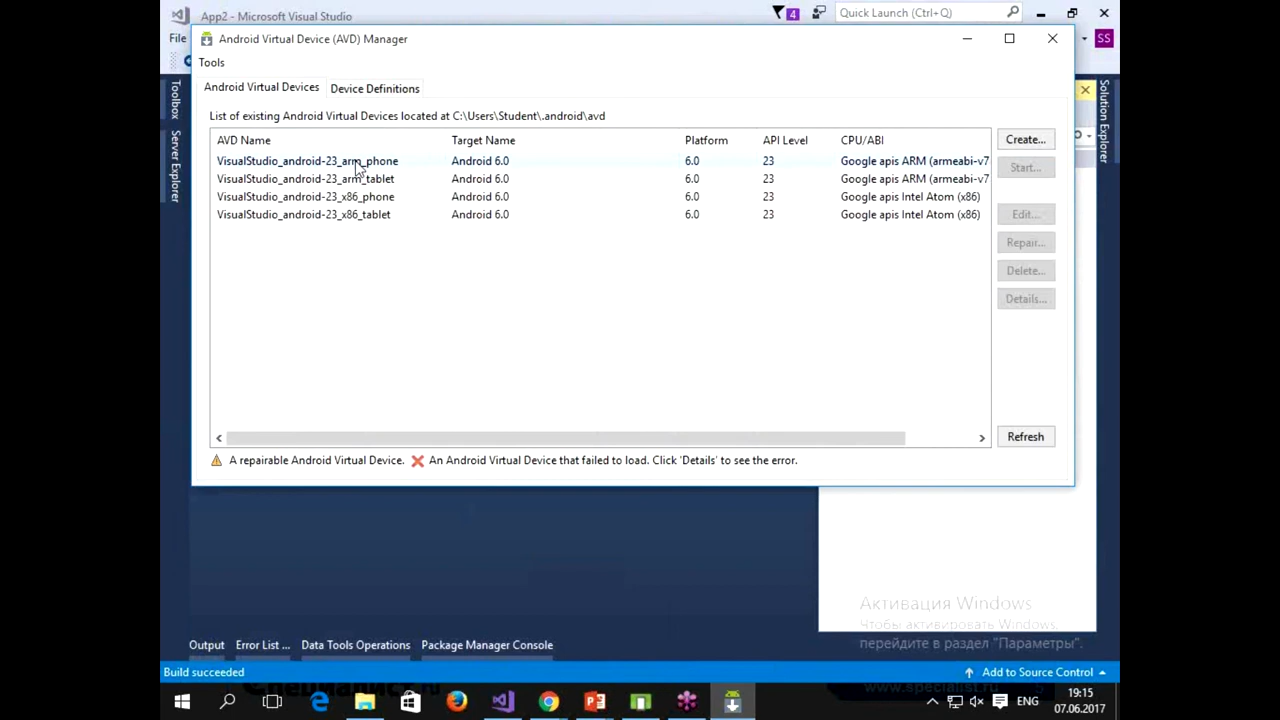 App2 - Microsoft Visual Studio
4
Quick Launch (Ctrl+Q)
File
SS
Android Virtual Device (AVD) Manager
Tools
Android Virtual Devices
Device Definitions
List of existing Android Virtual Devices located at C:\Users\Student\.android\avd
AVD Name Target Name Platform API Level CPU/ABI
VisualStudio_android-23_arm_phone Android 6.0 6.0 23 Google apis ARM (armeabi-v7
VisualStudio_android-23_arm_tablet Android 6.0 6.0 23 Google apis ARM (armeabi-v7
VisualStudio_android-23_x86_phone Android 6.0 6.0 23 Google apis Intel Atom (x86)
VisualStudio_android-23_x86_tablet Android 6.0 6.0 23 Google apis Intel Atom (x86)
Create...
Start...
Edit...
Repair...
Delete...
Details...
Refresh
A repairable Android Virtual Device. An Android Virtual Device that failed to load. Click 'Details' to see the error.
Toolbox
Server Explorer
Solution Explorer
Активация Windows
Чтобы активировать Windows,
перейдите в раздел "Параметры".
Output Error List ... Data Tools Operations Package Manager Console
Build succeeded
Add to Source Control
www.specialist.ru
ENG
19:15
07.06.2017